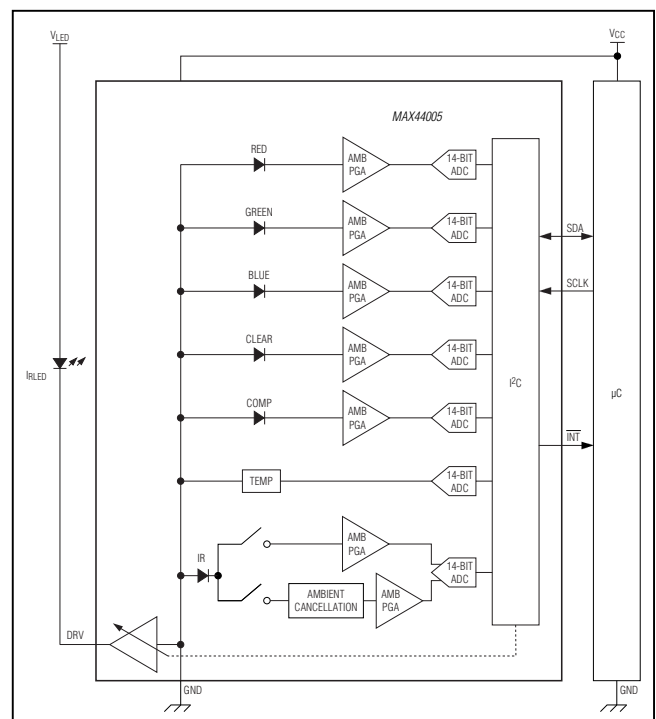 VLED
VCC
MAX44005
RED
AMB
PGA
14-BIT
ADC
GREEN
AMB
PGA
14-BIT
ADC
SDA
BLUE
AMB
PGA
14-BIT
ADC
SCLK
CLEAR
AMB
PGA
14-BIT
ADC
IRLED
I²C
µC
COMP
AMB
PGA
14-BIT
ADC
INT
TEMP
14-BIT
ADC
IR
AMB
PGA
14-BIT
ADC
AMBIENT
CANCELLATION
AMB
PGA
DRV
GND
GND